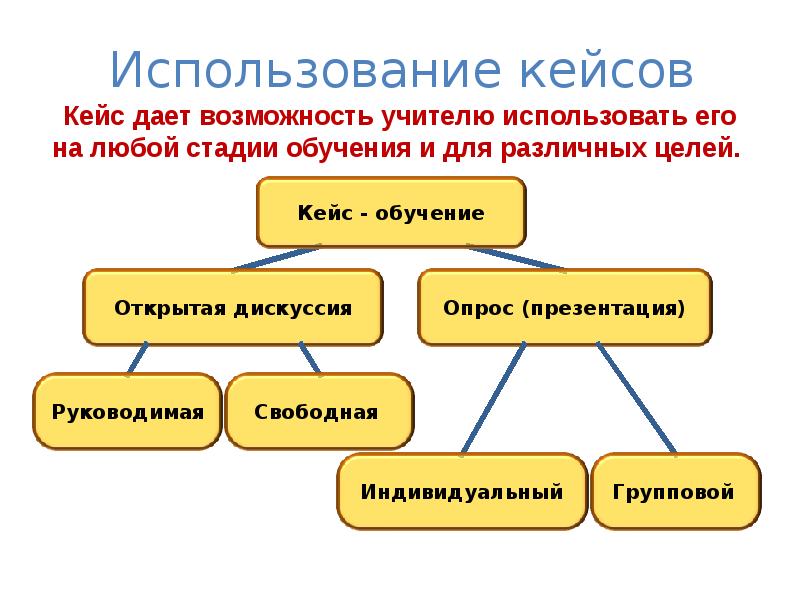 Использование кейсов
Кейс дает возможность учителю использовать его
на любой стадии обучения и для различных целей.
Кейс - обучение
Открытая дискуссия
Опрос (презентация)
Руководимая
Свободная
Индивидуальный
Групповой